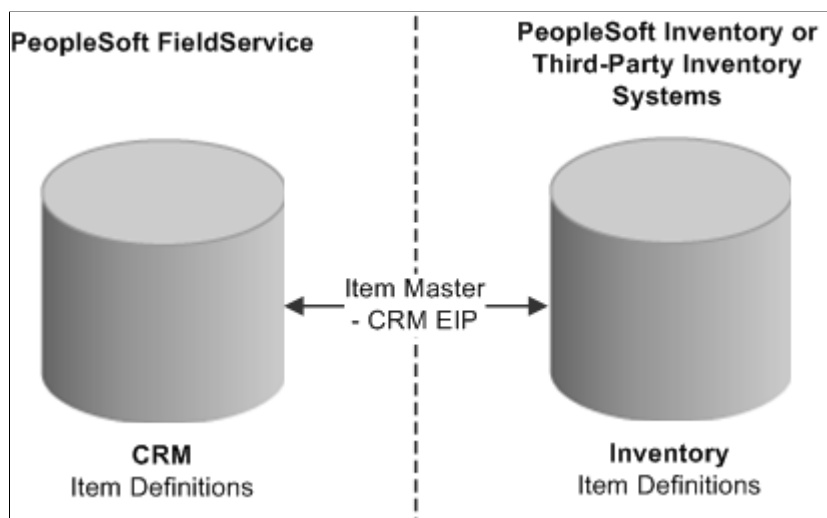 PeopleSoft FieldService
PeopleSoft Inventory or
Third-Party Inventory
Systems
Item Master
- CRM EIP
CRM
Item Definitions
Inventory
Item Definitions